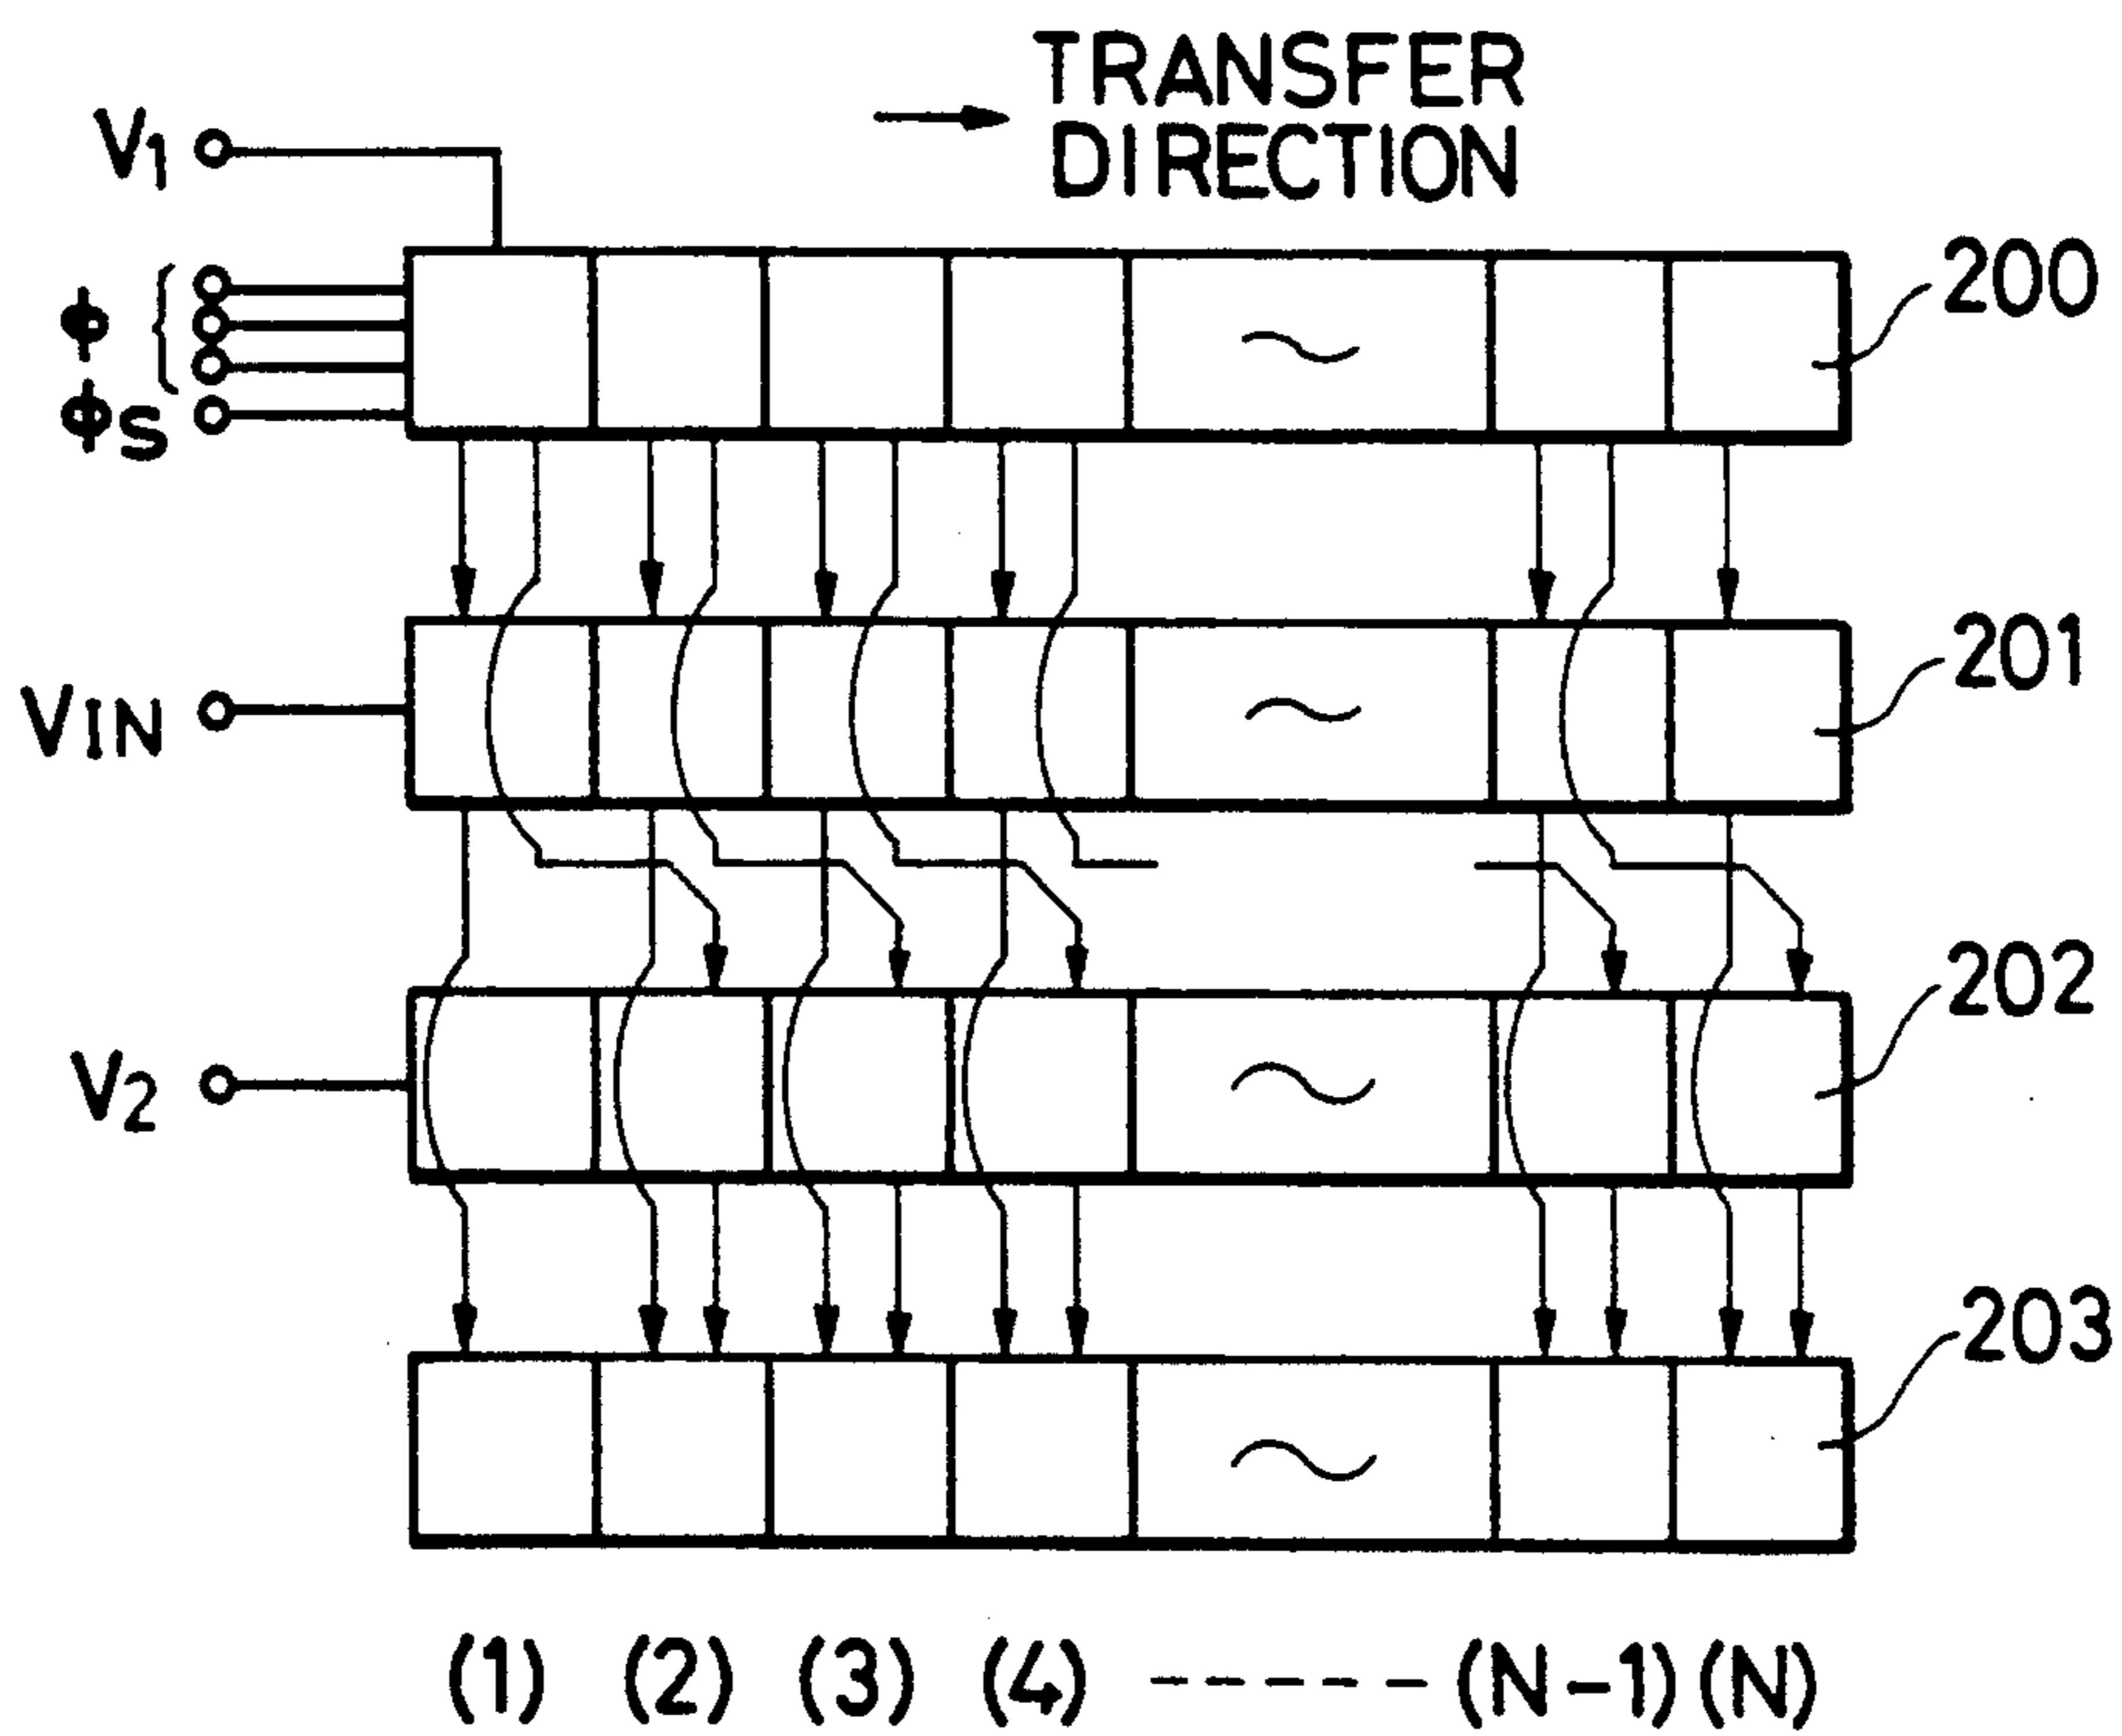 TRANSFER
DIRECTION
V1
ϕ
ϕS
200
VIN
201
V2
202
203
(1) (2) (3) (4) ------ (N-1) (N)